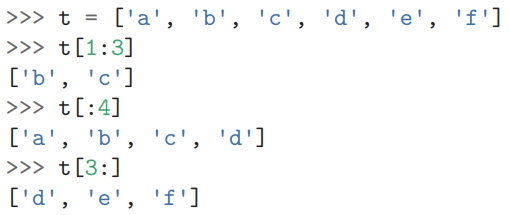 >>> t = ['a', 'b', 'c', 'd', 'e', 'f']
>>> t[1:3]
['b', 'c']
>>> t[:4]
['a', 'b', 'c', 'd']
>>> t[3:]
['d', 'e', 'f']